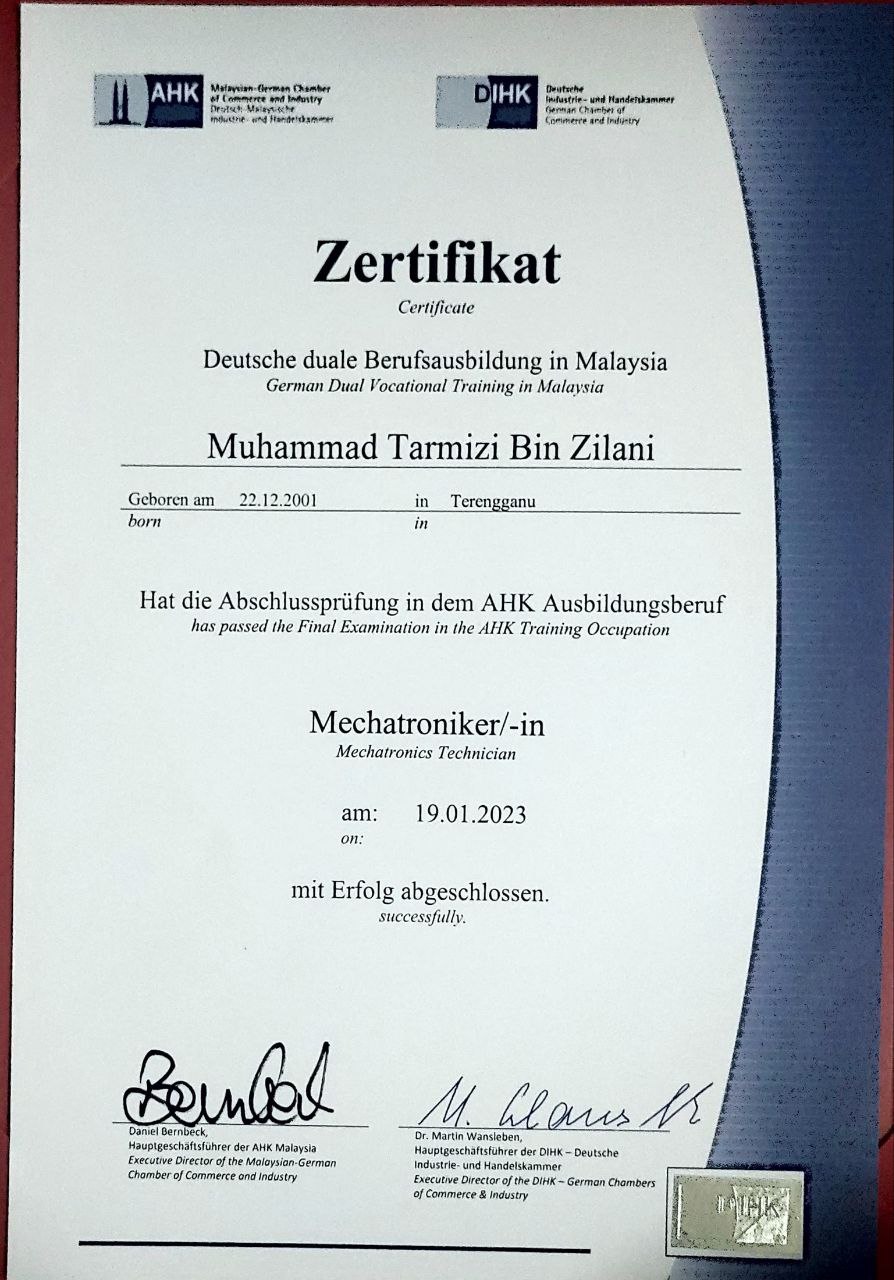 AHK
Malaysian-German Chamber
of Commerce and Industry
Deutsch-Malaysische
Industrie- und Handelskammer
DIHK
Deutsche
Industrie- und Handelskammer
German Chamber of
Commerce and Industry
Zertifikat
Certificate
Deutsche duale Berufsausbildung in Malaysia
German Dual Vocational Training in Malaysia
Muhammad Tarmizi Bin Zilani
Geboren am 22.12.2001 in Terengganu
born in
Hat die Abschlussprüfung in dem AHK Ausbildungsberuf
has passed the Final Examination in the AHK Training Occupation
Mechatroniker/-in
Mechatronics Technician
am: 19.01.2023
on:
mit Erfolg abgeschlossen.
successfully.
Daniel Bernbeck,
Hauptgeschäftsführer der AHK Malaysia
Executive Director of the Malaysian-German
Chamber of Commerce and Industry
Dr. Martin Wansleben,
Hauptgeschäftsführer der DIHK – Deutsche
Industrie- und Handelskammer
Executive Director of the DIHK – German Chambers
of Commerce & Industry
DIHK